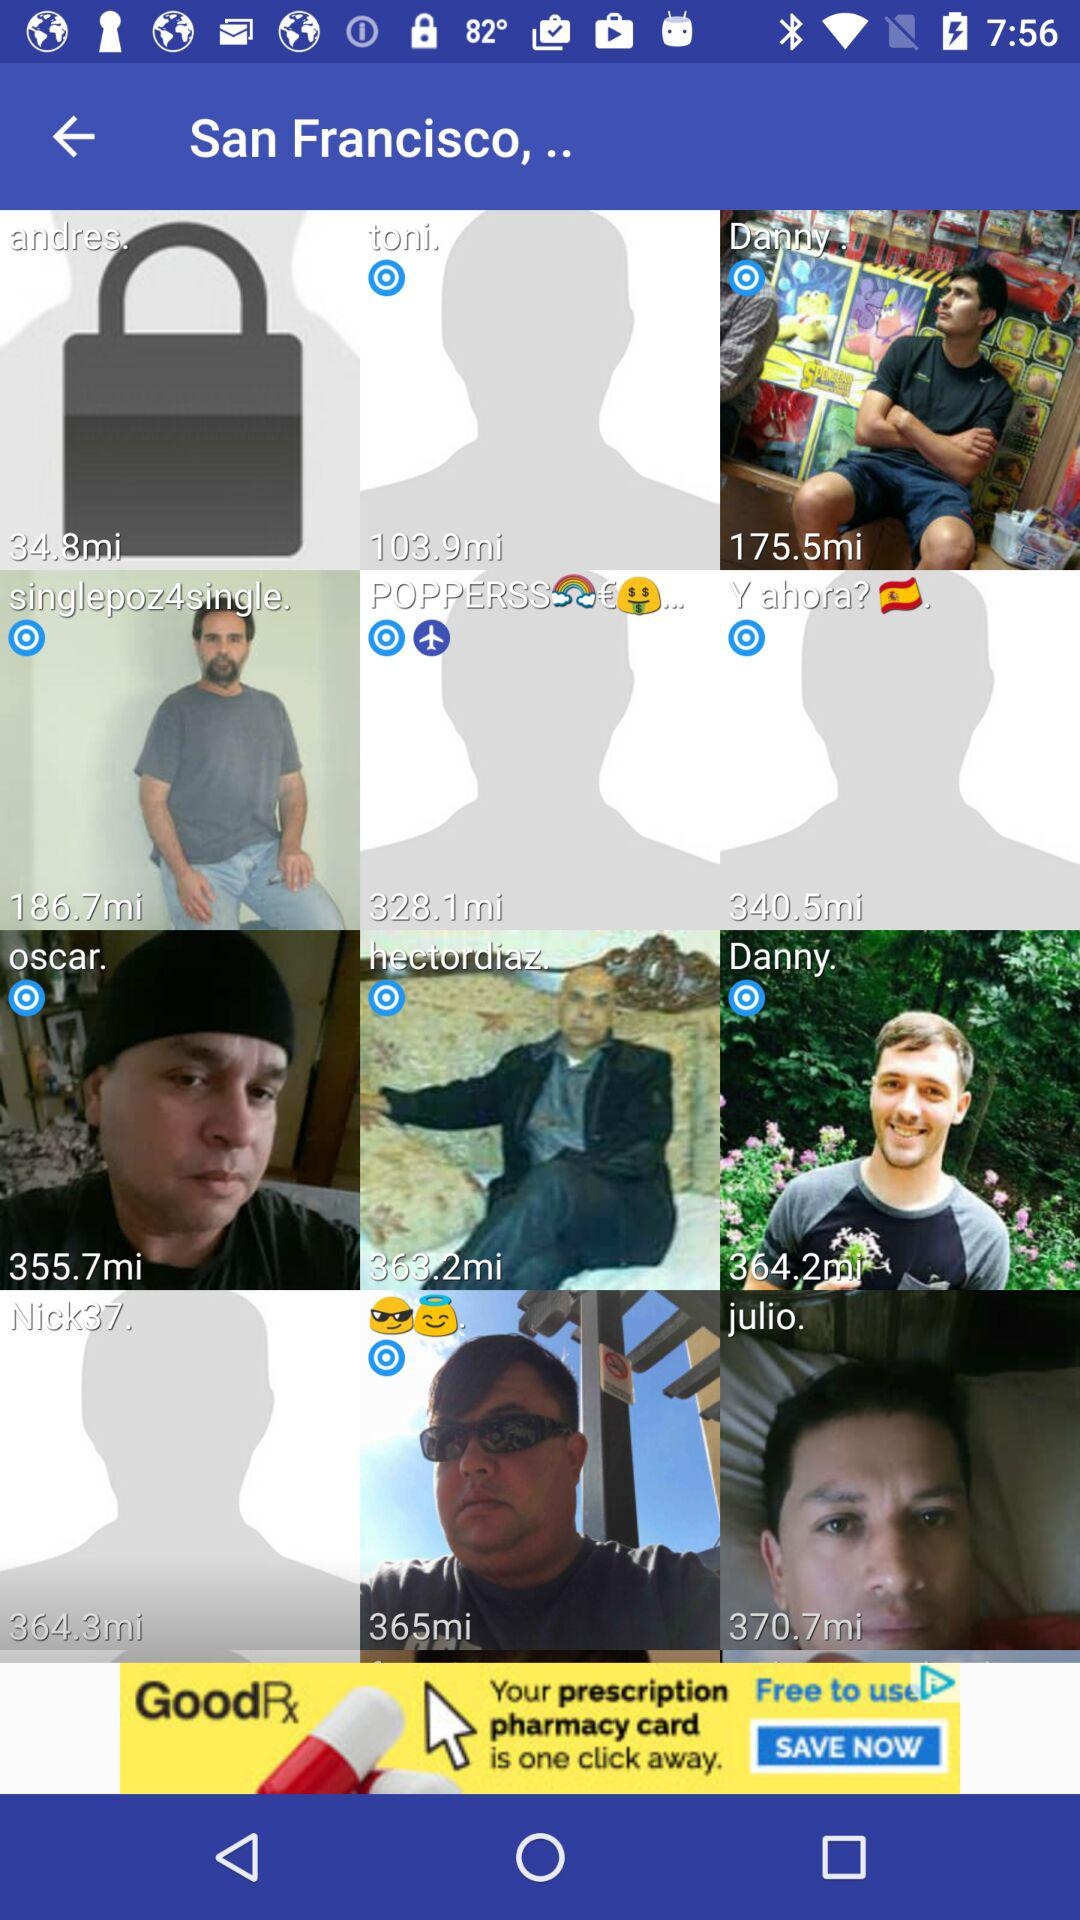 82° 7:56
San Francisco, ..
andres.
toni.
Danny .
34.8mi
103.9mi
175.5mi
singlepoz4single.
POPPERSS🌈€🤑...
Y ahora? 🇪🇸.
186.7mi
328.1mi
340.5mi
oscar.
hectordiaz.
Danny.
355.7mi
363.2mi
364.2mi
Nick37.
😎😇.
julio.
364.3mi
365mi
370.7mi
GoodRx
Your prescription
pharmacy card
is one click away.
Free to use
SAVE NOW